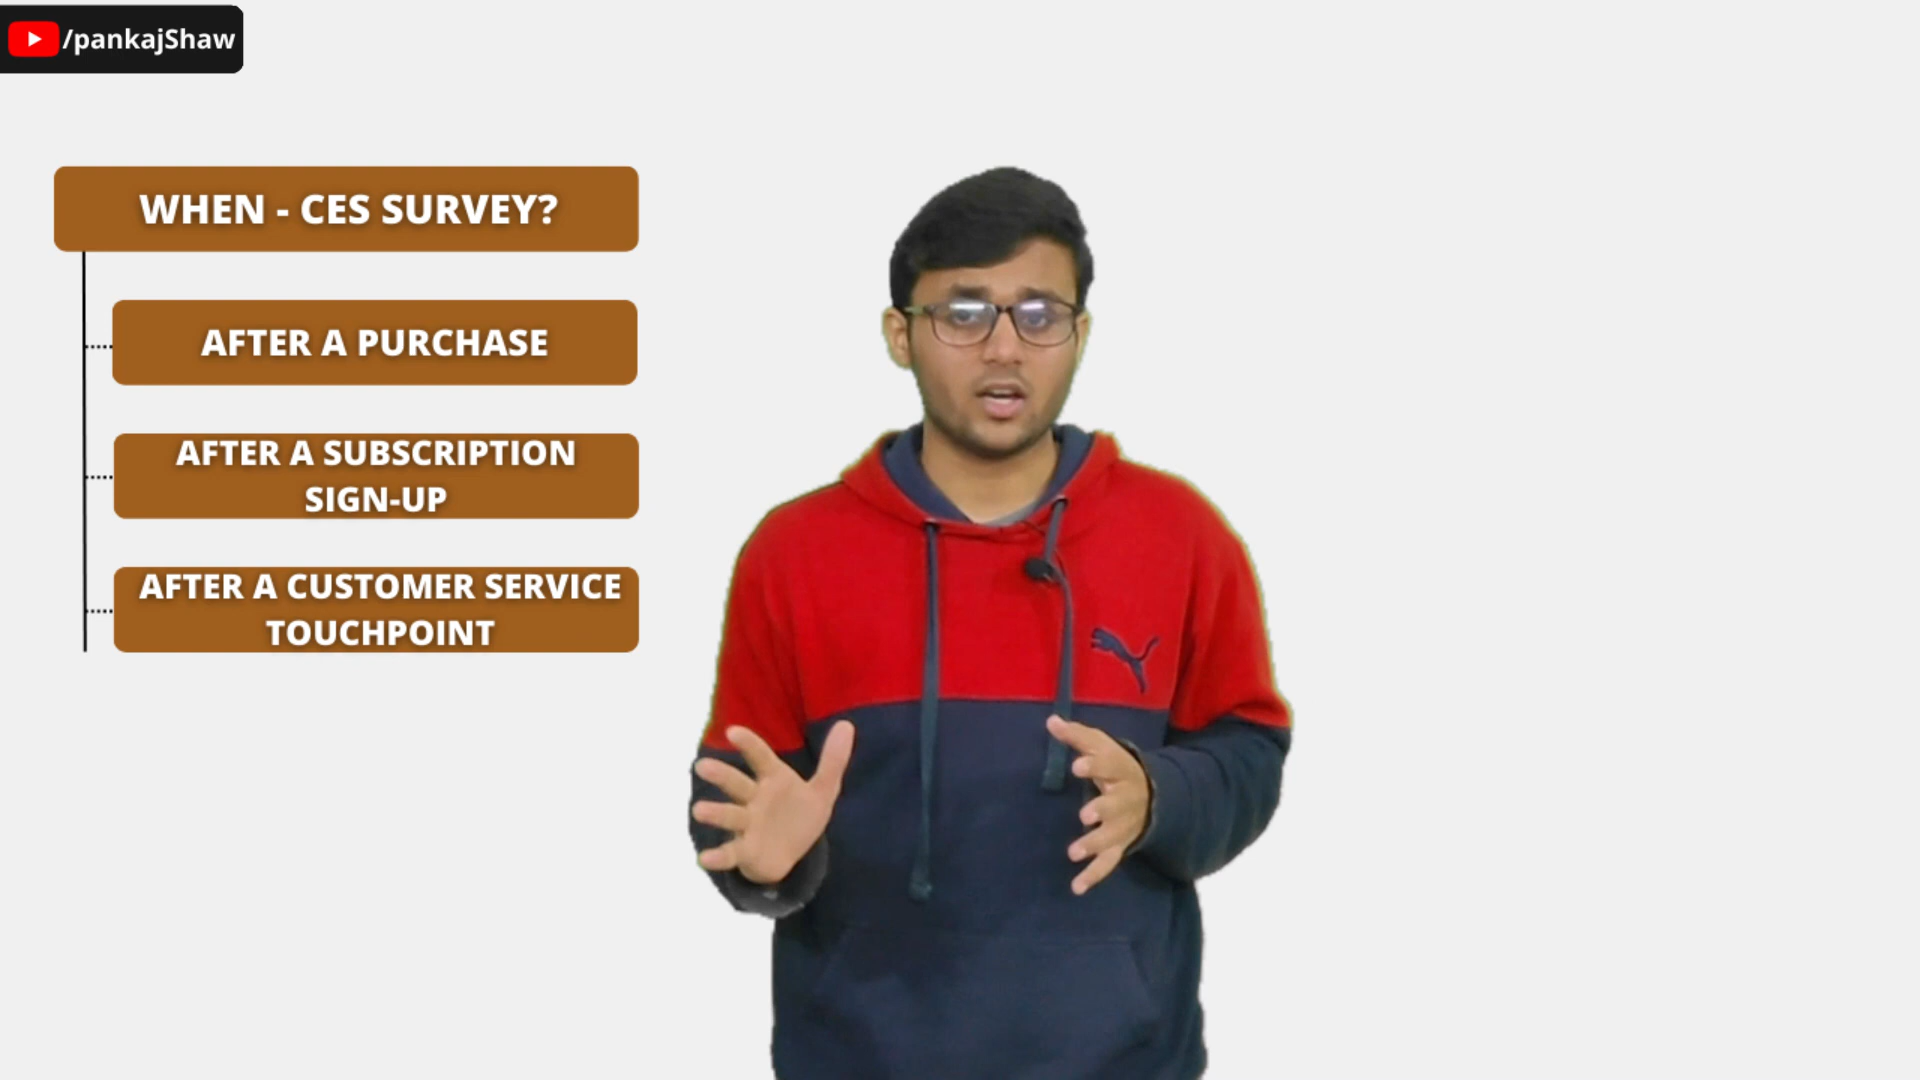 /pankajShaw
WHEN - CES SURVEY?
AFTER A PURCHASE
AFTER A SUBSCRIPTION
SIGN-UP
AFTER A CUSTOMER SERVICE
TOUCHPOINT